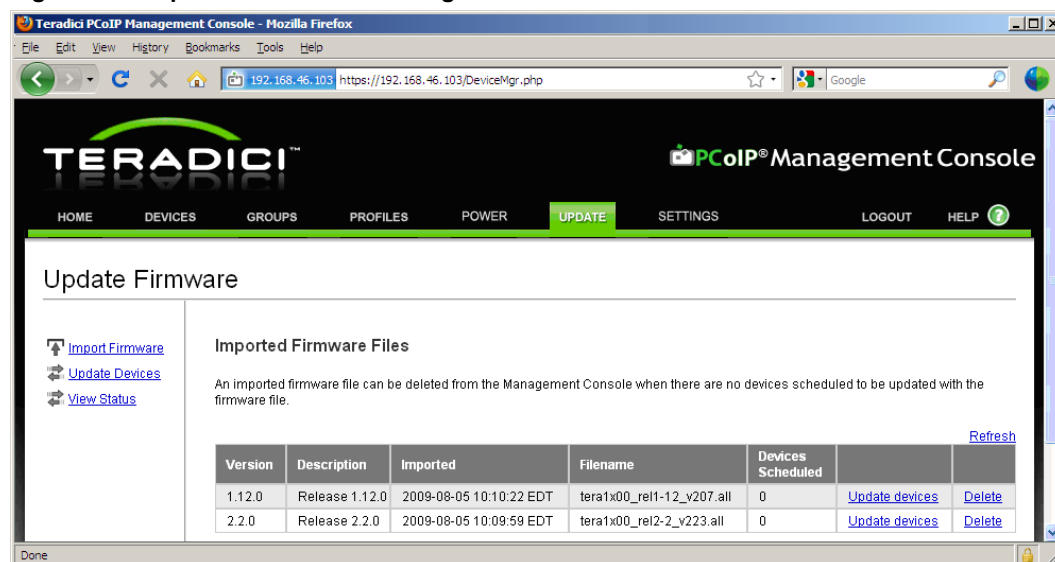 Teradici PCoIP Management Console - Mozilla Firefox
File Edit View History Bookmarks Tools Help
192.168.46.103 https://192.168.46.103/DeviceMgr.php Google
TERADICI™
PCoIP® Management Console
HOME DEVICES GROUPS PROFILES POWER UPDATE SETTINGS LOGOUT HELP ?
Update Firmware
Import Firmware
Update Devices
View Status
Imported Firmware Files
An imported firmware file can be deleted from the Management Console when there are no devices scheduled to be updated with the
firmware file.
Refresh
Version Description Imported Filename Devices Scheduled
1.12.0 Release 1.12.0 2009-08-05 10:10:22 EDT tera1x00_rel1-12_v207.all 0 Update devices Delete
2.2.0 Release 2.2.0 2009-08-05 10:09:59 EDT tera1x00_rel2-2_v223.all 0 Update devices Delete
Done